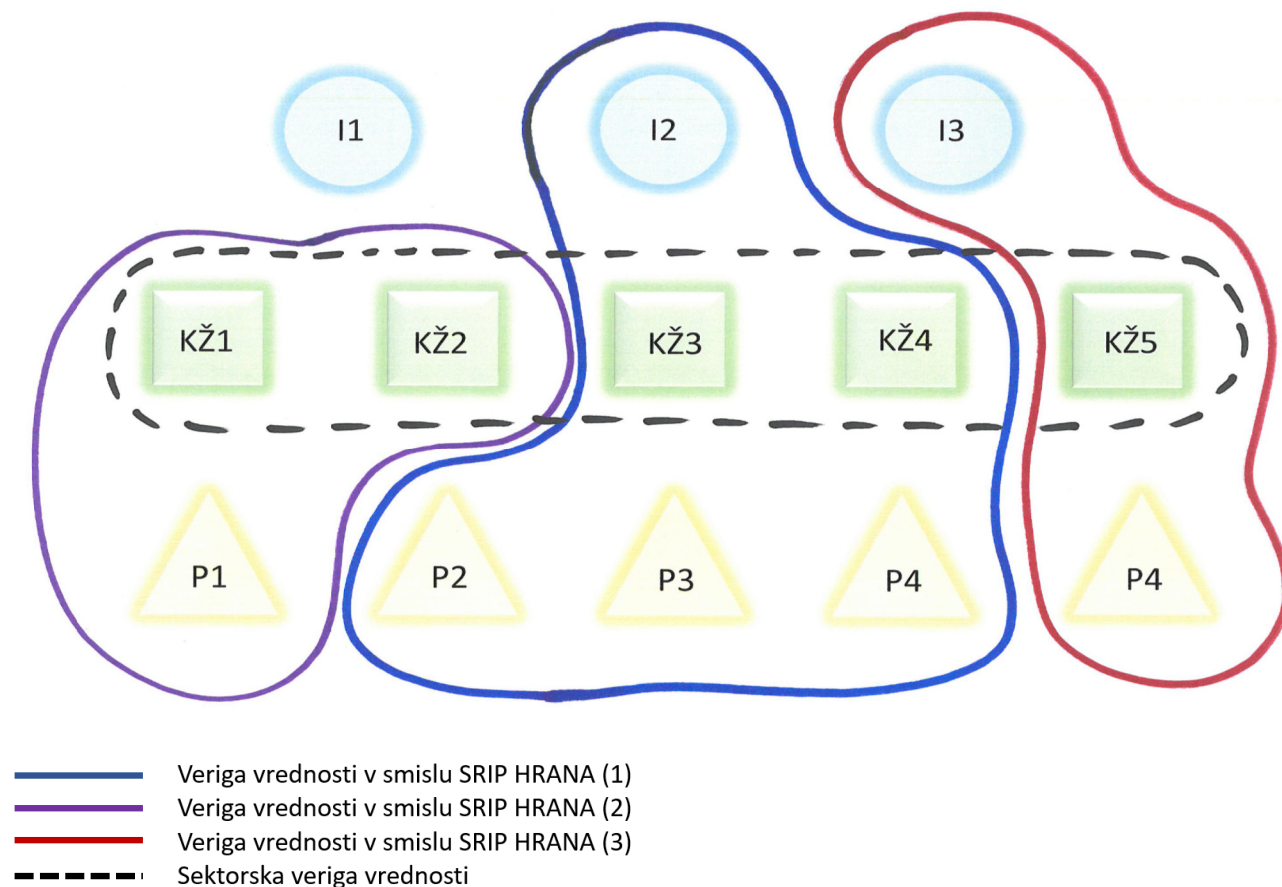 I1
I2
I3
KŽ1
KŽ2
KŽ3
KŽ4
KŽ5
P1
P2
P3
P4
P4
Veriga vrednosti v smislu SRIP HRANA (1)
Veriga vrednosti v smislu SRIP HRANA (2)
Veriga vrednosti v smislu SRIP HRANA (3)
Sektorska veriga vrednosti